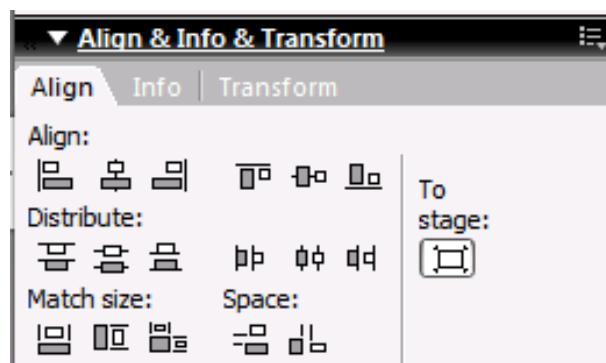 Align & Info & Transform
Align Info Transform
Align:
Distribute:
Match size: Space:
To
stage: